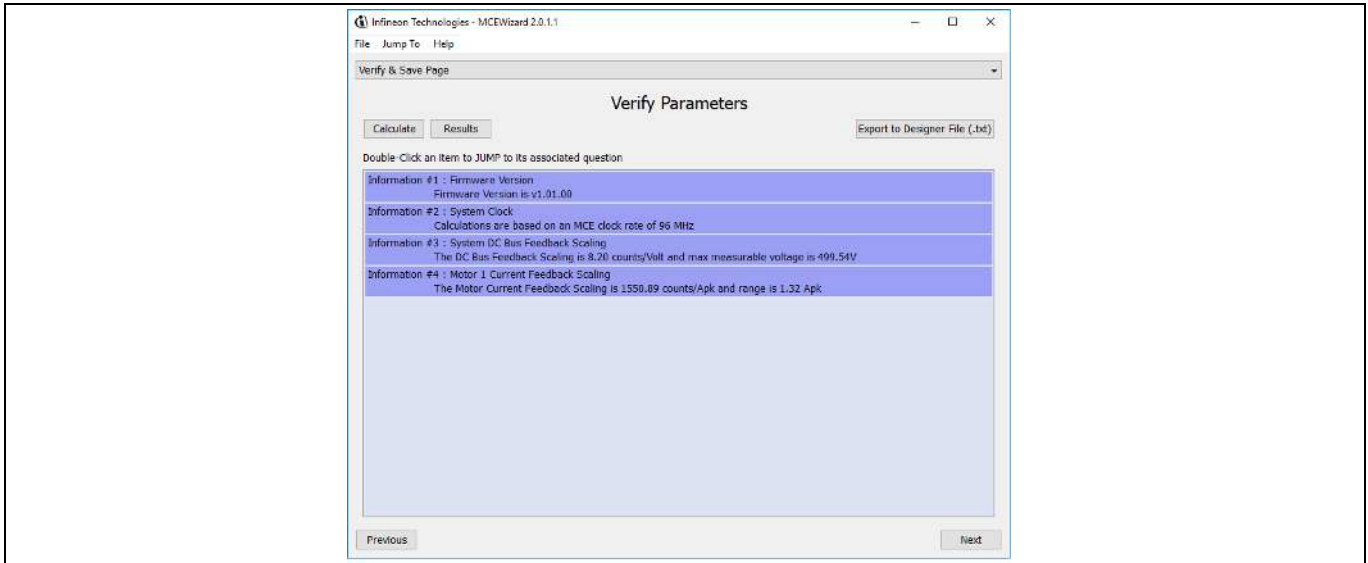 Infineon Technologies - MCEWizard 2.0.1.1
File Jump To Help
Verify & Save Page
Verify Parameters
Calculate Results Export to Designer File (.txt)
Double-Click an item to JUMP to its associated question
Information #1 : Firmware Version
Firmware Version is v1.01.00
Information #2 : System Clock
Calculations are based on an MCE clock rate of 96 MHz
Information #3 : System DC Bus Feedback Scaling
The DC Bus Feedback Scaling is 8.20 counts/Volt and max measurable voltage is 499.54V
Information #4 : Motor 1 Current Feedback Scaling
The Motor Current Feedback Scaling is 1550.89 counts/Apk and range is 1.32 Apk
Previous Next